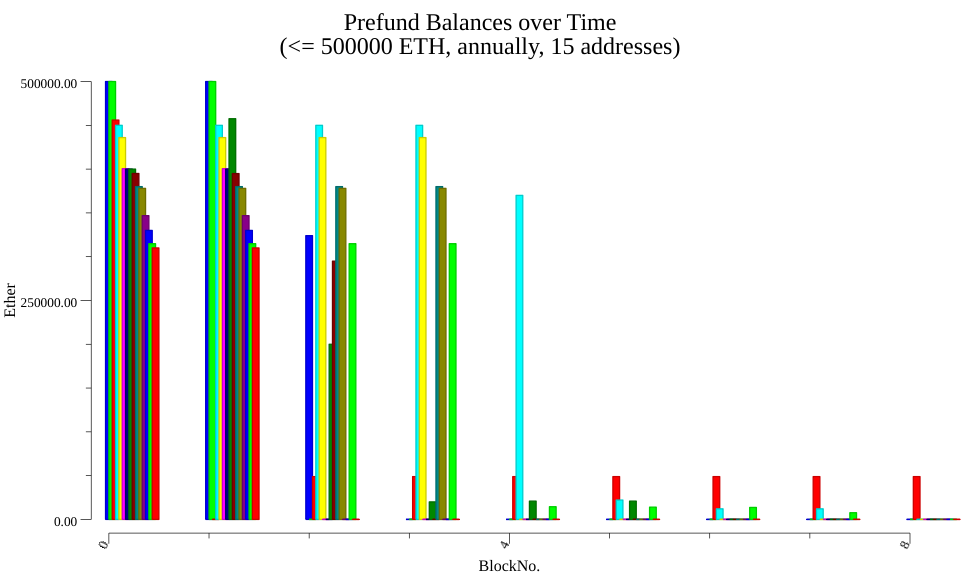 Prefund Balances over Time
(<= 500000 ETH, annually, 15 addresses)
500000.00
Ether
250000.00
0.00
0
4
8
BlockNo.